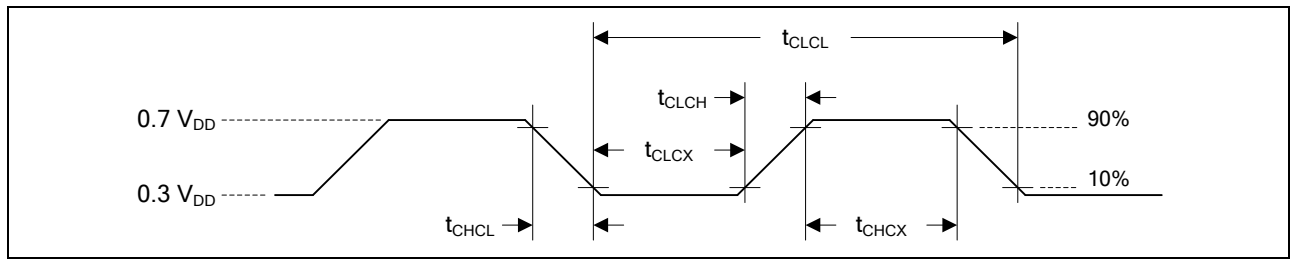 tCLCL
tCLCH
0.7 VDD
90%
tCLCX
0.3 VDD
10%
tCHCL
tCHCX